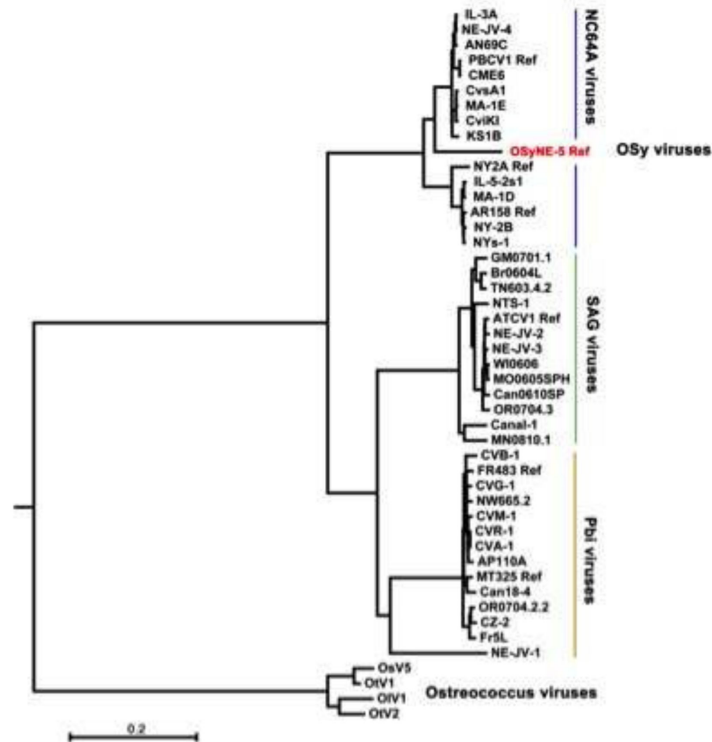 IL-3A
NE-JV-4
AN69C
PBCV1 Ref
CME6
CvsA1
MA-1E
CviKI
KS1B
NC64A viruses
OSyNE-5 Ref
OSy viruses
NY2A Ref
IL-5-2s1
MA-1D
AR158 Ref
NY-2B
NYs-1
GM0701.1
Br0604L
TN603.4.2
NTS-1
ATCV1 Ref
NE-JV-2
NE-JV-3
WI0606
MO0605SPH
Can0610SP
OR0704.3
Canal-1
MN0810.1
SAG viruses
CVB-1
FR483 Ref
CVG-1
NW665.2
CVM-1
CVR-1
CVA-1
AP110A
MT325 Ref
Can18-4
OR0704.2.2
CZ-2
Fr5L
NE-JV-1
Pbi viruses
OsV5
OtV1
OlV1
OtV2
Ostreococcus viruses
0.2